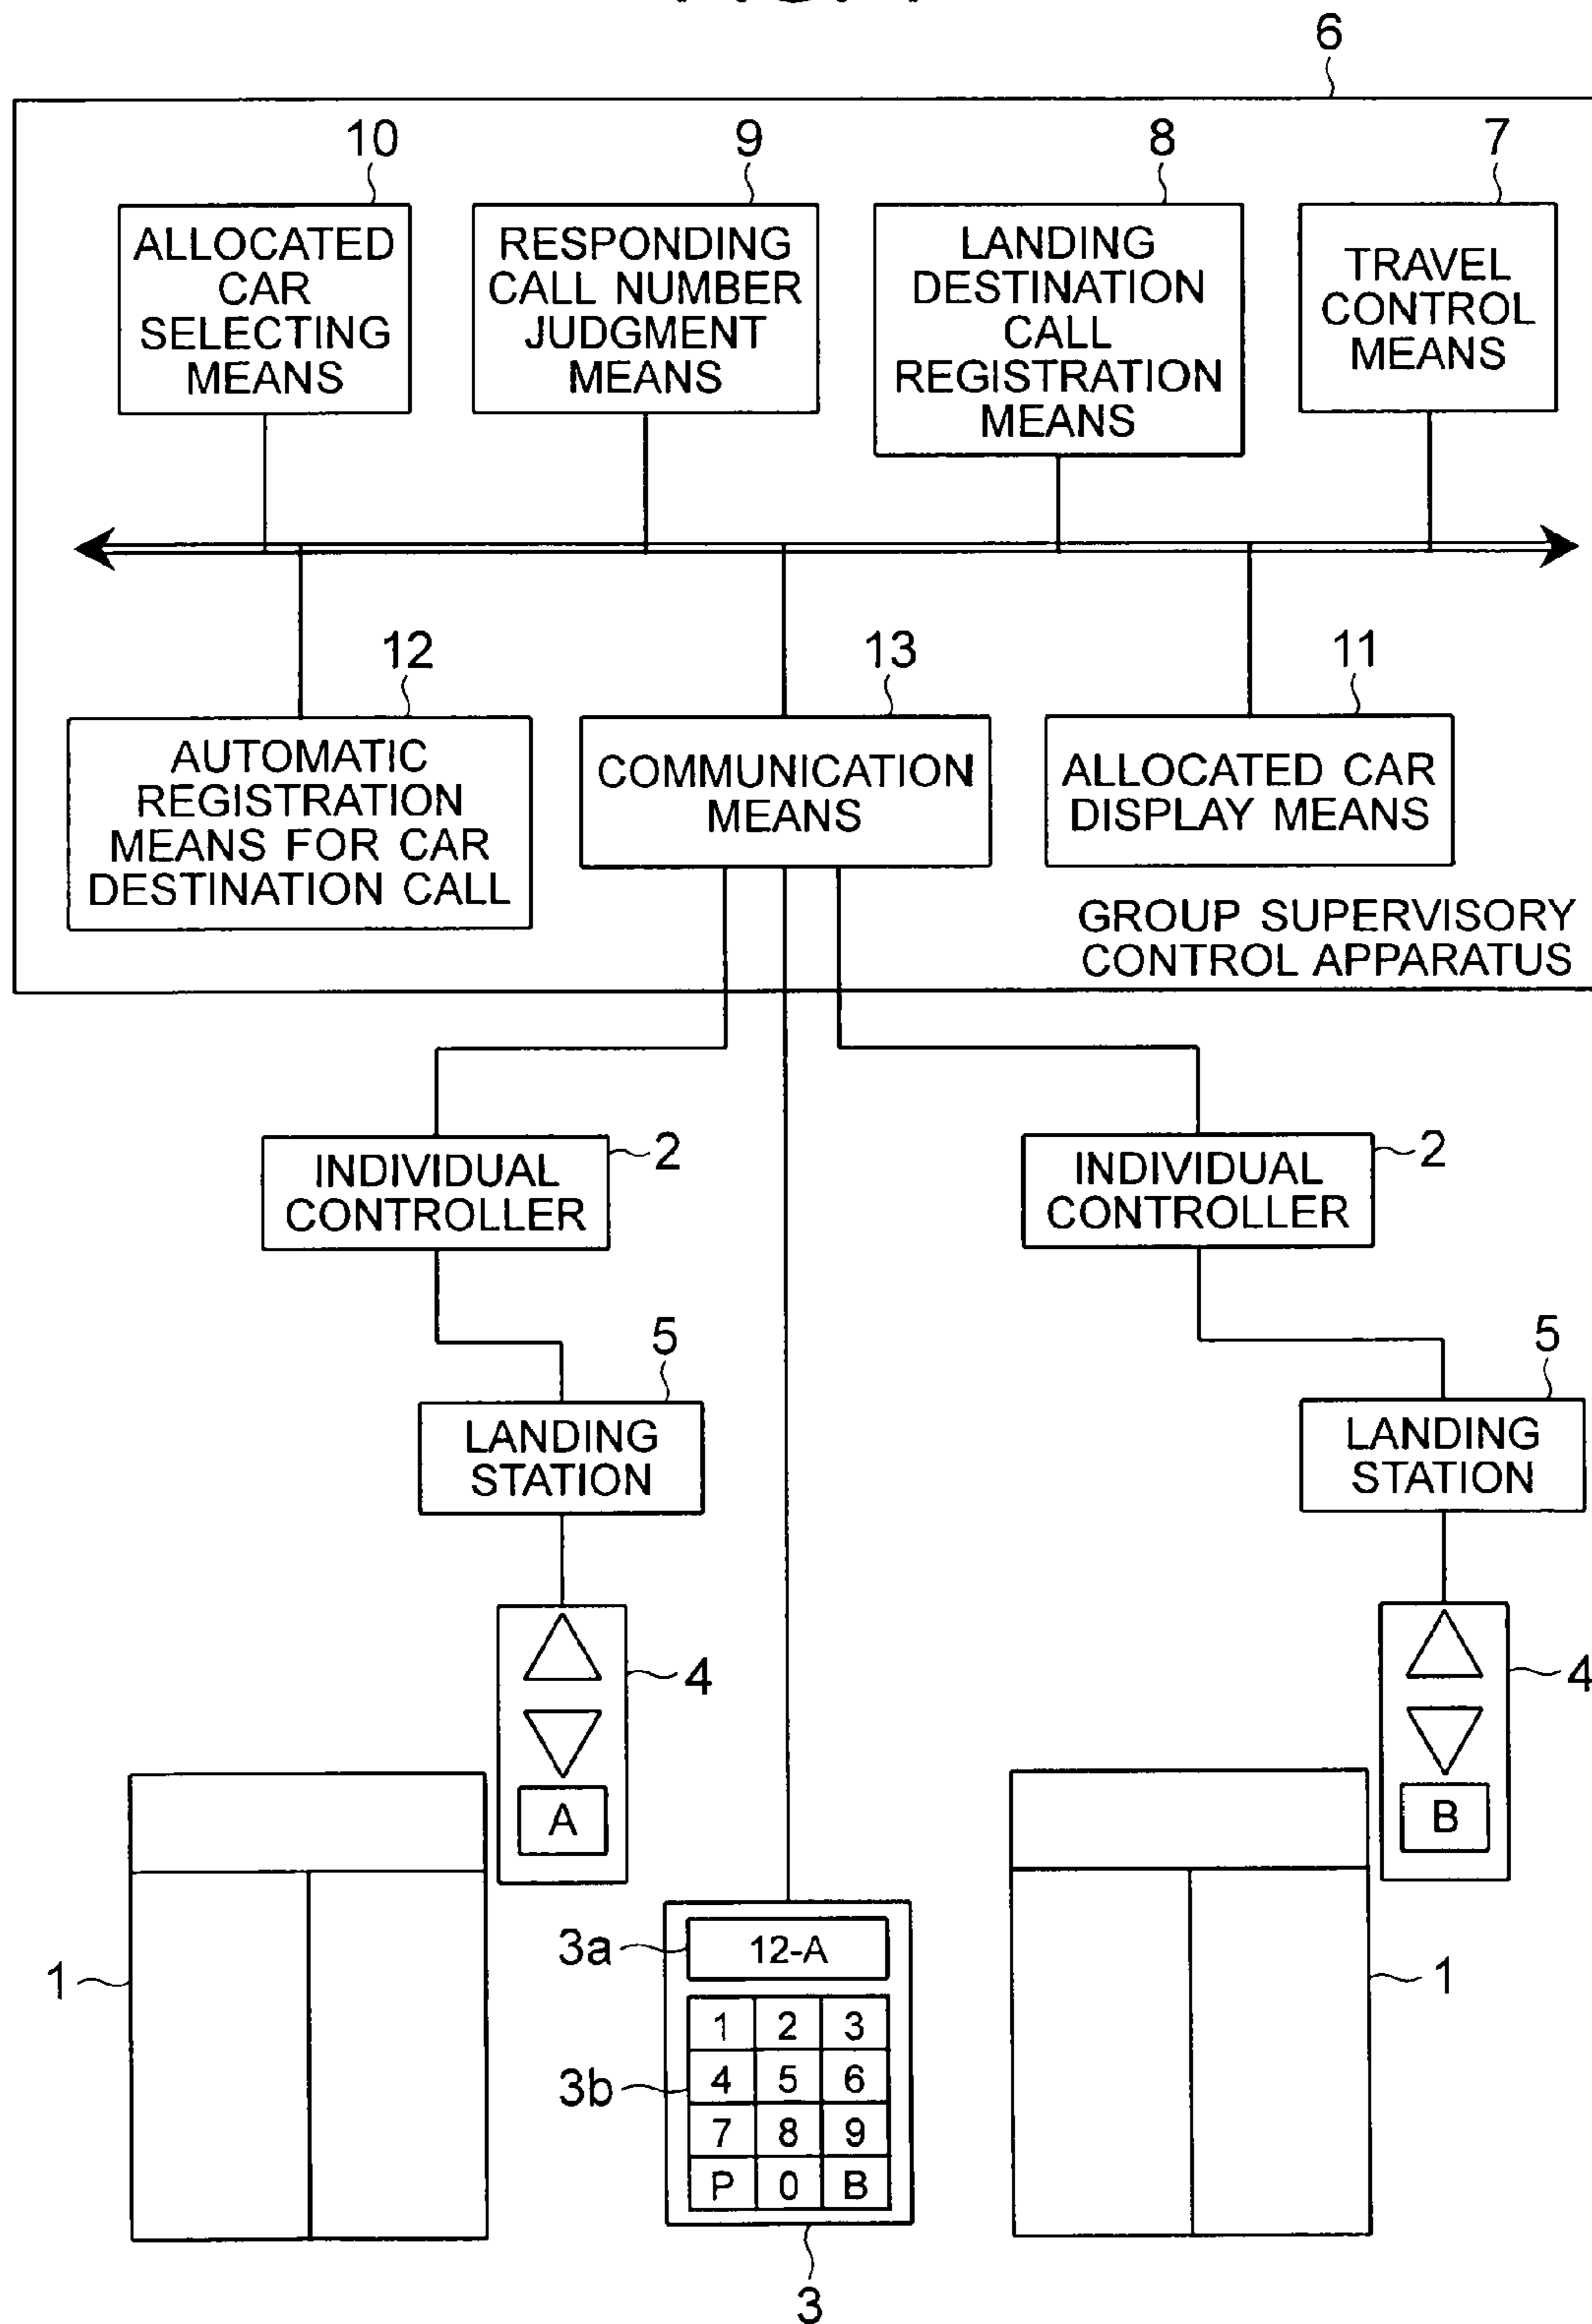 6
10
9
8
7
ALLOCATED
CAR
SELECTING
MEANS
RESPONDING
CALL NUMBER
JUDGMENT
MEANS
LANDING
DESTINATION
CALL
REGISTRATION
MEANS
TRAVEL
CONTROL
MEANS
12
13
11
AUTOMATIC
REGISTRATION
MEANS FOR CAR
DESTINATION CALL
COMMUNICATION
MEANS
ALLOCATED CAR
DISPLAY MEANS
GROUP SUPERVISORY
CONTROL APPARATUS
INDIVIDUAL
CONTROLLER
2
INDIVIDUAL
CONTROLLER
2
5
LANDING
STATION
5
LANDING
STATION
4
A
4
B
1
3a
12-A
3b
1 2 3
4 5 6
7 8 9
P 0 B
3
1